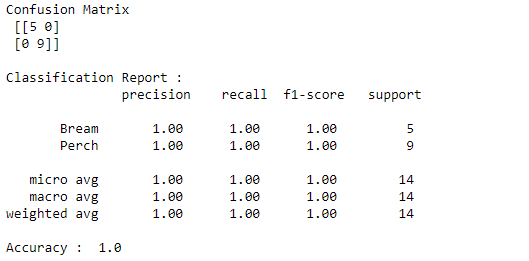 Confusion Matrix
[[5 0]
[0 9]]
Classification Report :
precision recall f1-score support
Bream 1.00 1.00 1.00 5
Perch 1.00 1.00 1.00 9
micro avg 1.00 1.00 1.00 14
macro avg 1.00 1.00 1.00 14
weighted avg 1.00 1.00 1.00 14
Accuracy : 1.0